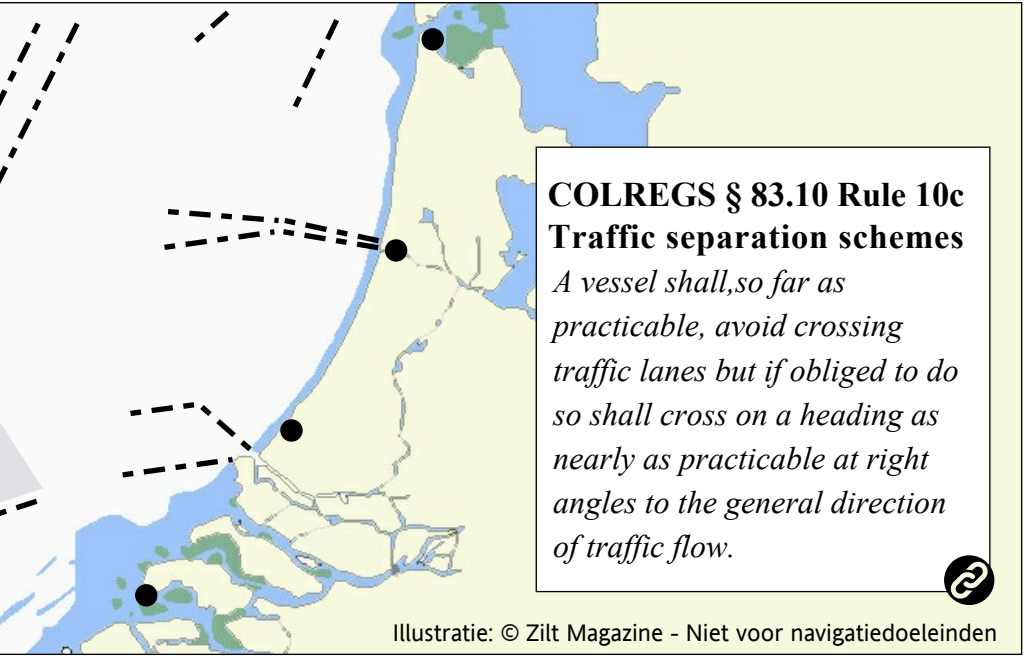 COLREGS § 83.10 Rule 10c
Traffic separation schemes
A vessel shall,so far as
practicable, avoid crossing
traffic lanes but if obliged to do
so shall cross on a heading as
nearly as practicable at right
angles to the general direction
of traffic flow.
Illustratie: © Zilt Magazine - Niet voor navigatiedoeleinden